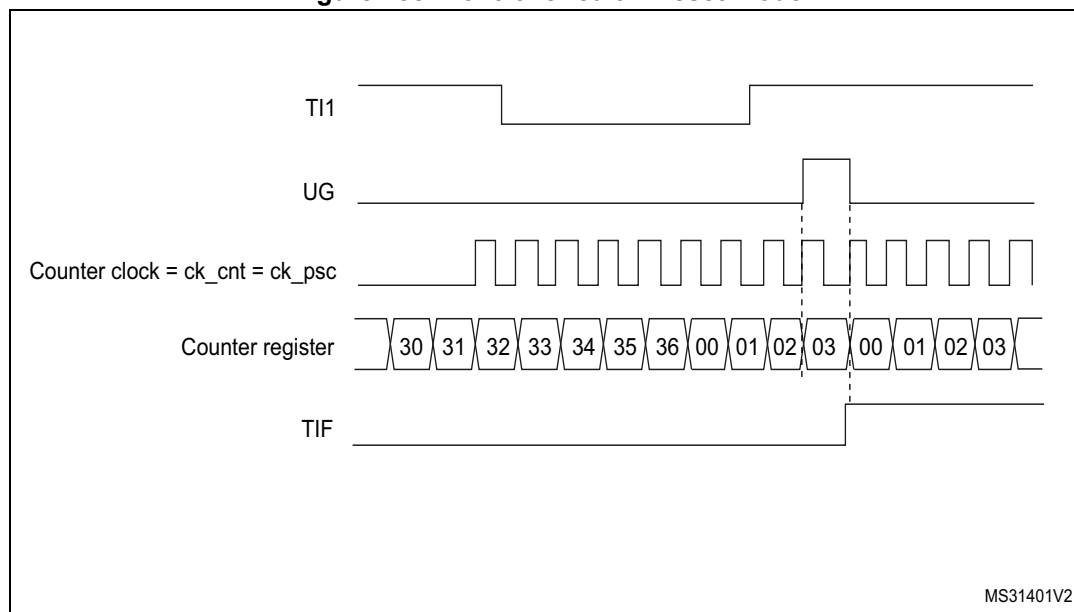 TI1
UG
Counter clock = ck_cnt = ck_psc
Counter register 30 31 32 33 34 35 36 00 01 02 03 00 01 02 03
TIF
MS31401V2